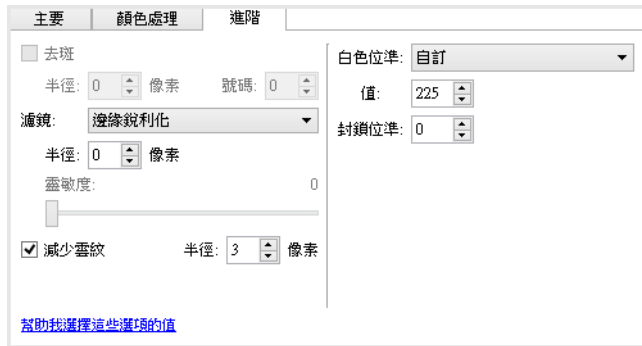 主要 顏色處理 進階
去斑
半徑: 0 像素 號碼: 0
濾鏡: 邊緣銳利化
半徑: 0 像素
靈敏度: 0
減少雲紋 半徑: 3 像素
幫助我選擇這些選項的值
白色位準: 自訂
值: 225
封鎖位準: 0